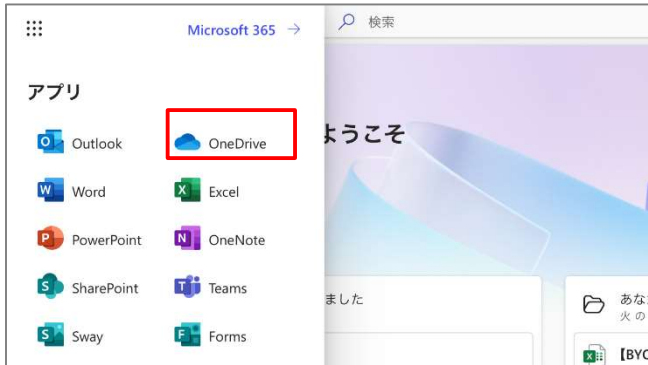 Microsoft 365 →
検索
アプリ
ようこそ
Outlook
OneDrive
Word
Excel
PowerPoint
OneNote
SharePoint
Teams
Sway
Forms
ました
あな
火の
【BYO